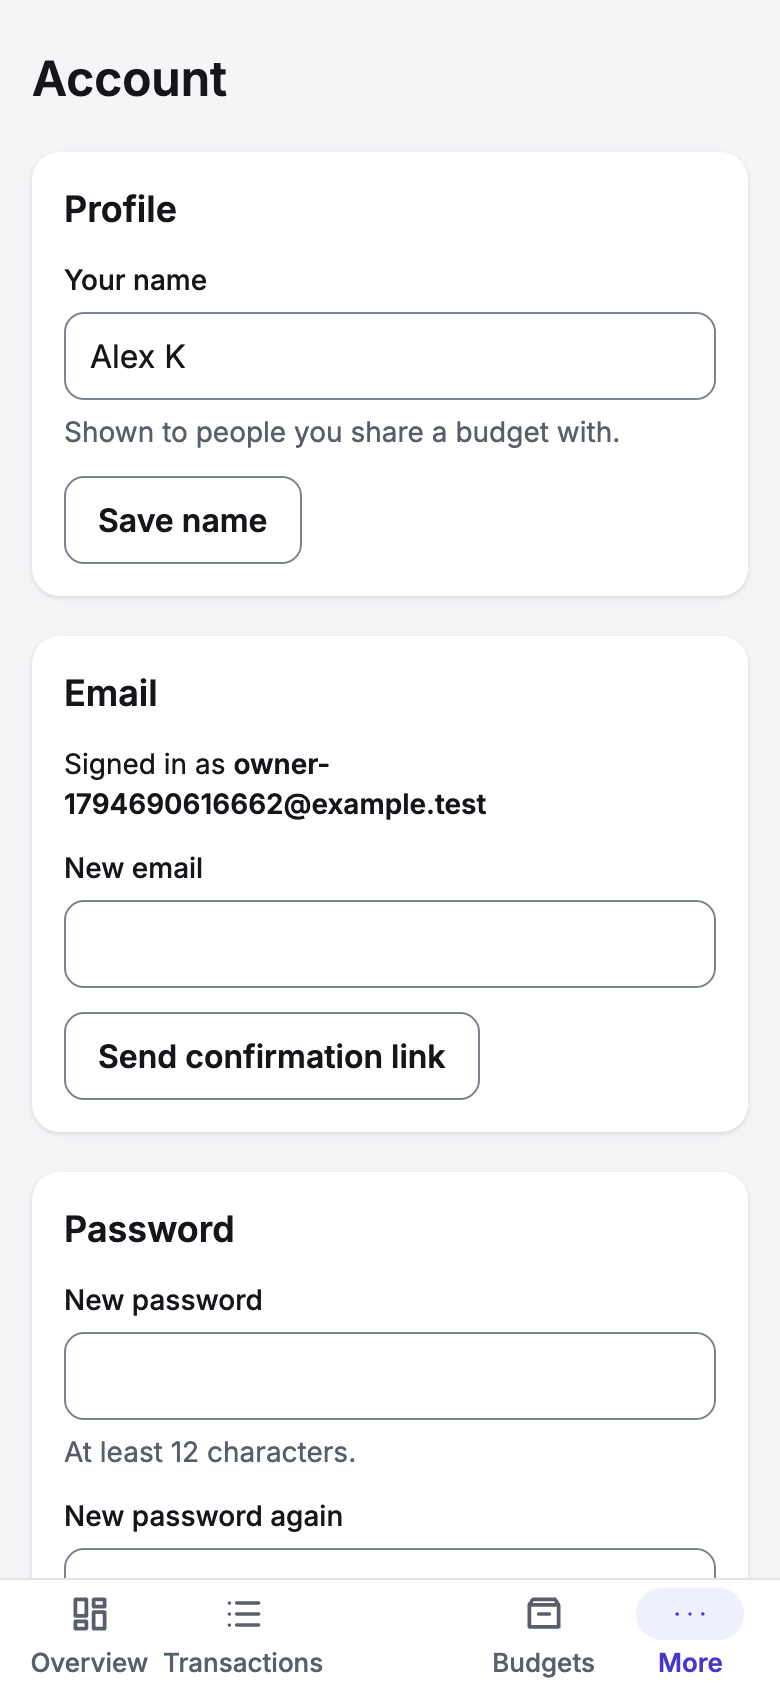 Account
Profile
Your name
Alex K
Shown to people you share a budget with.
Save name
Email
Signed in as owner-
1794690616662@example.test
New email
Send confirmation link
Password
New password
At least 12 characters.
New password again
Overview
Transactions
Budgets
More